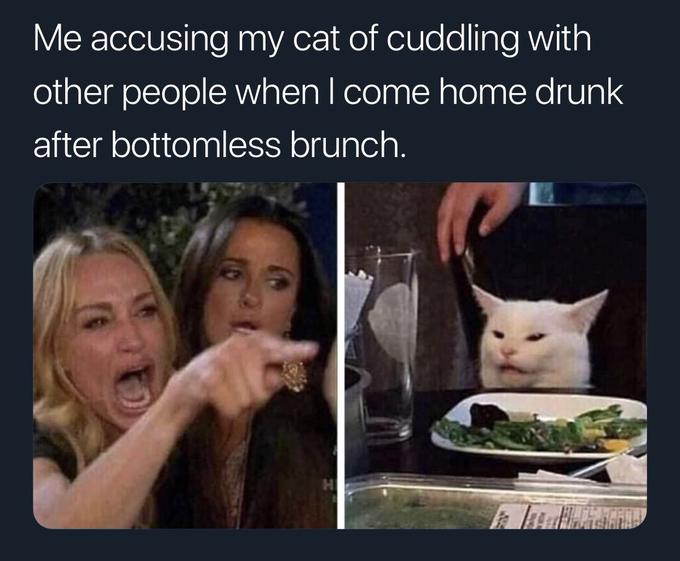 Me accusing my cat of cuddling with
other people when I come home drunk
after bottomless brunch.